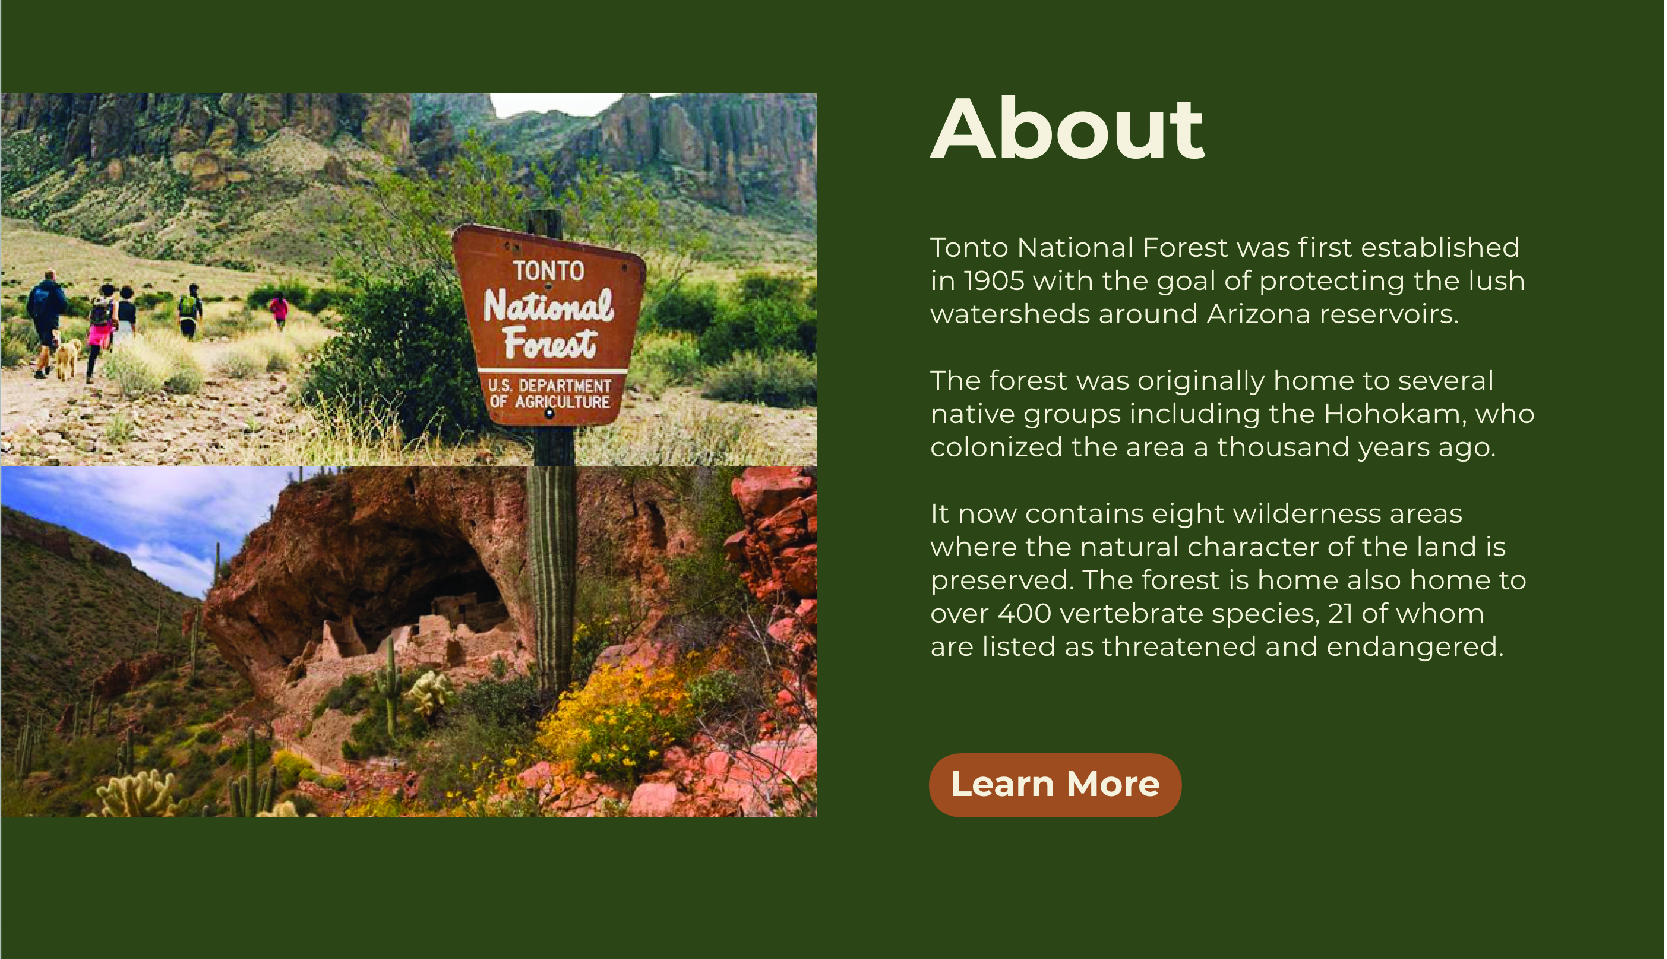 TONTO
National
Forest
U.S. DEPARTMENT
OF AGRICULTURE
About
Tonto National Forest was first established
in 1905 with the goal of protecting the lush
watersheds around Arizona reservoirs.
The forest was originally home to several
native groups including the Hohokam, who
colonized the area a thousand years ago.
It now contains eight wilderness areas
where the natural character of the land is
preserved. The forest is home also home to
over 400 vertebrate species, 21 of whom
are listed as threatened and endangered.
Learn More